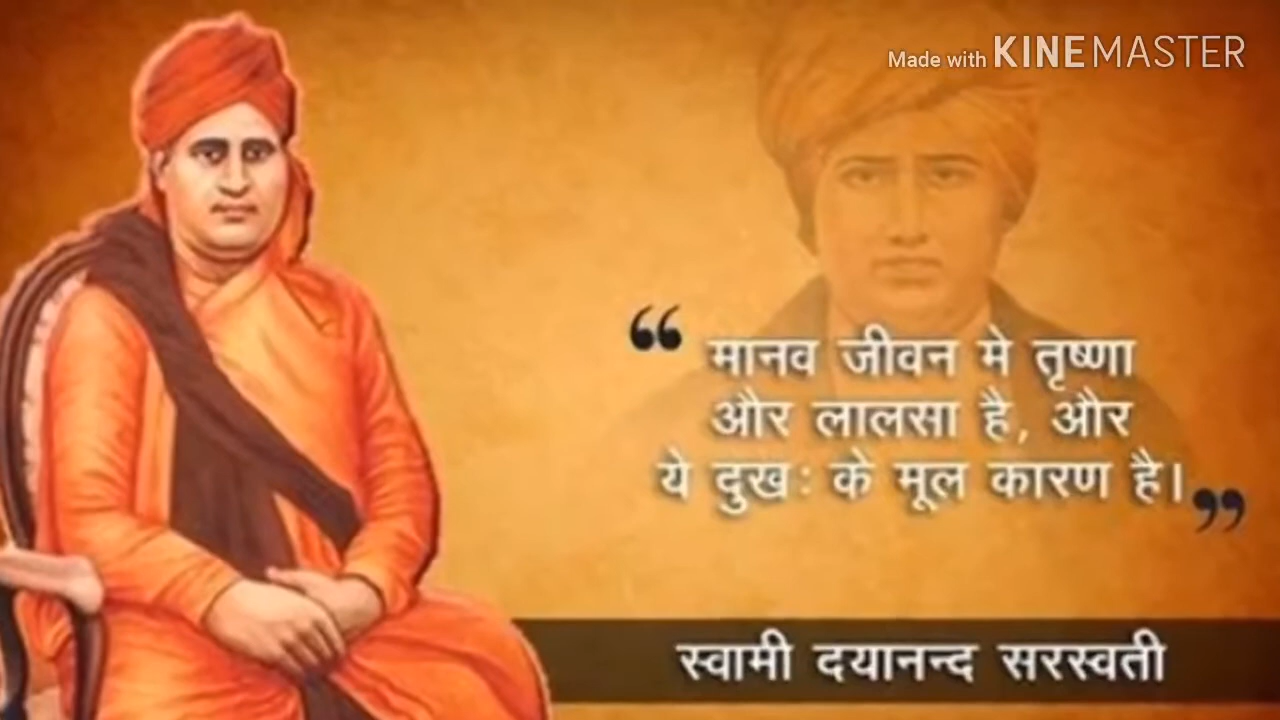 Made with KINEMASTER
“ मानव जीवन मे तृष्णा
और लालसा है, और
ये दुखः के मूल कारण है। ”
स्वामी दयानन्द सरस्वती